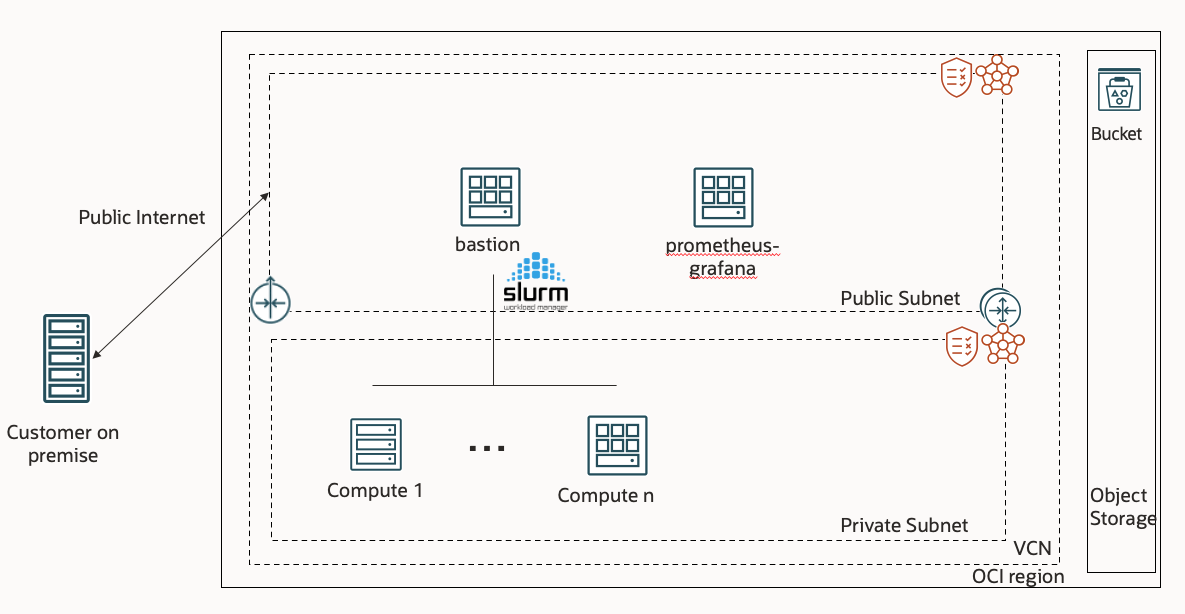 Bucket
Public Internet
bastion
prometheus-
grafana
slurm
workload manager
Public Subnet
Customer on
premise
Compute 1
...
Compute n
Object
Storage
Private Subnet
VCN
OCI region